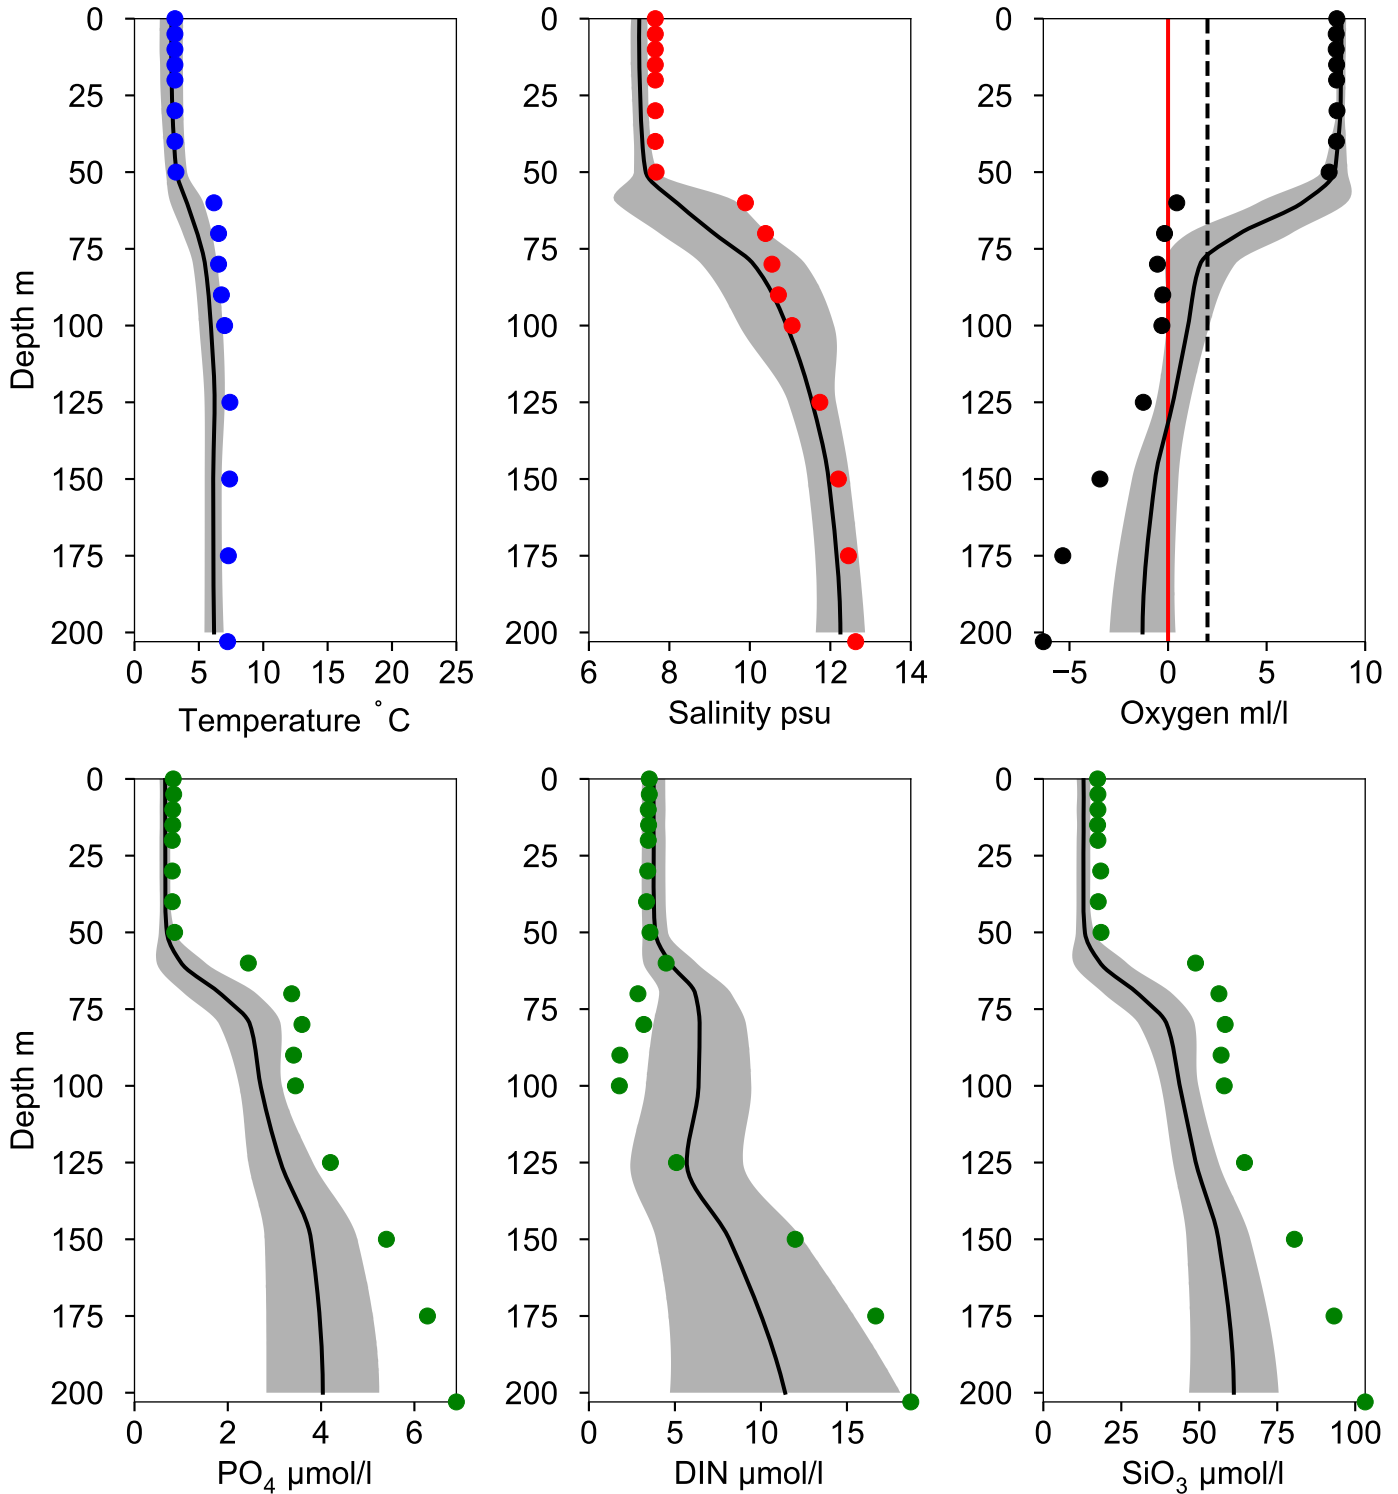 0 0 0
25 25 25
50 50 50
75 75 75
Depth m
100 100 100
125 125 125
150 150 150
175 175 175
200 200 200
0 5 10 15 20 25 6 8 10 12 14 −5 0 5 10
Temperature ˚C Salinity psu Oxygen ml/l
0 0 0
25 25 25
50 50 50
75 75 75
Depth m
100 100 100
125 125 125
150 150 150
175 175 175
200 200 200
0 2 4 6 0 5 10 15 0 25 50 75 100
PO₄ µmol/l DIN µmol/l SiO₃ µmol/l